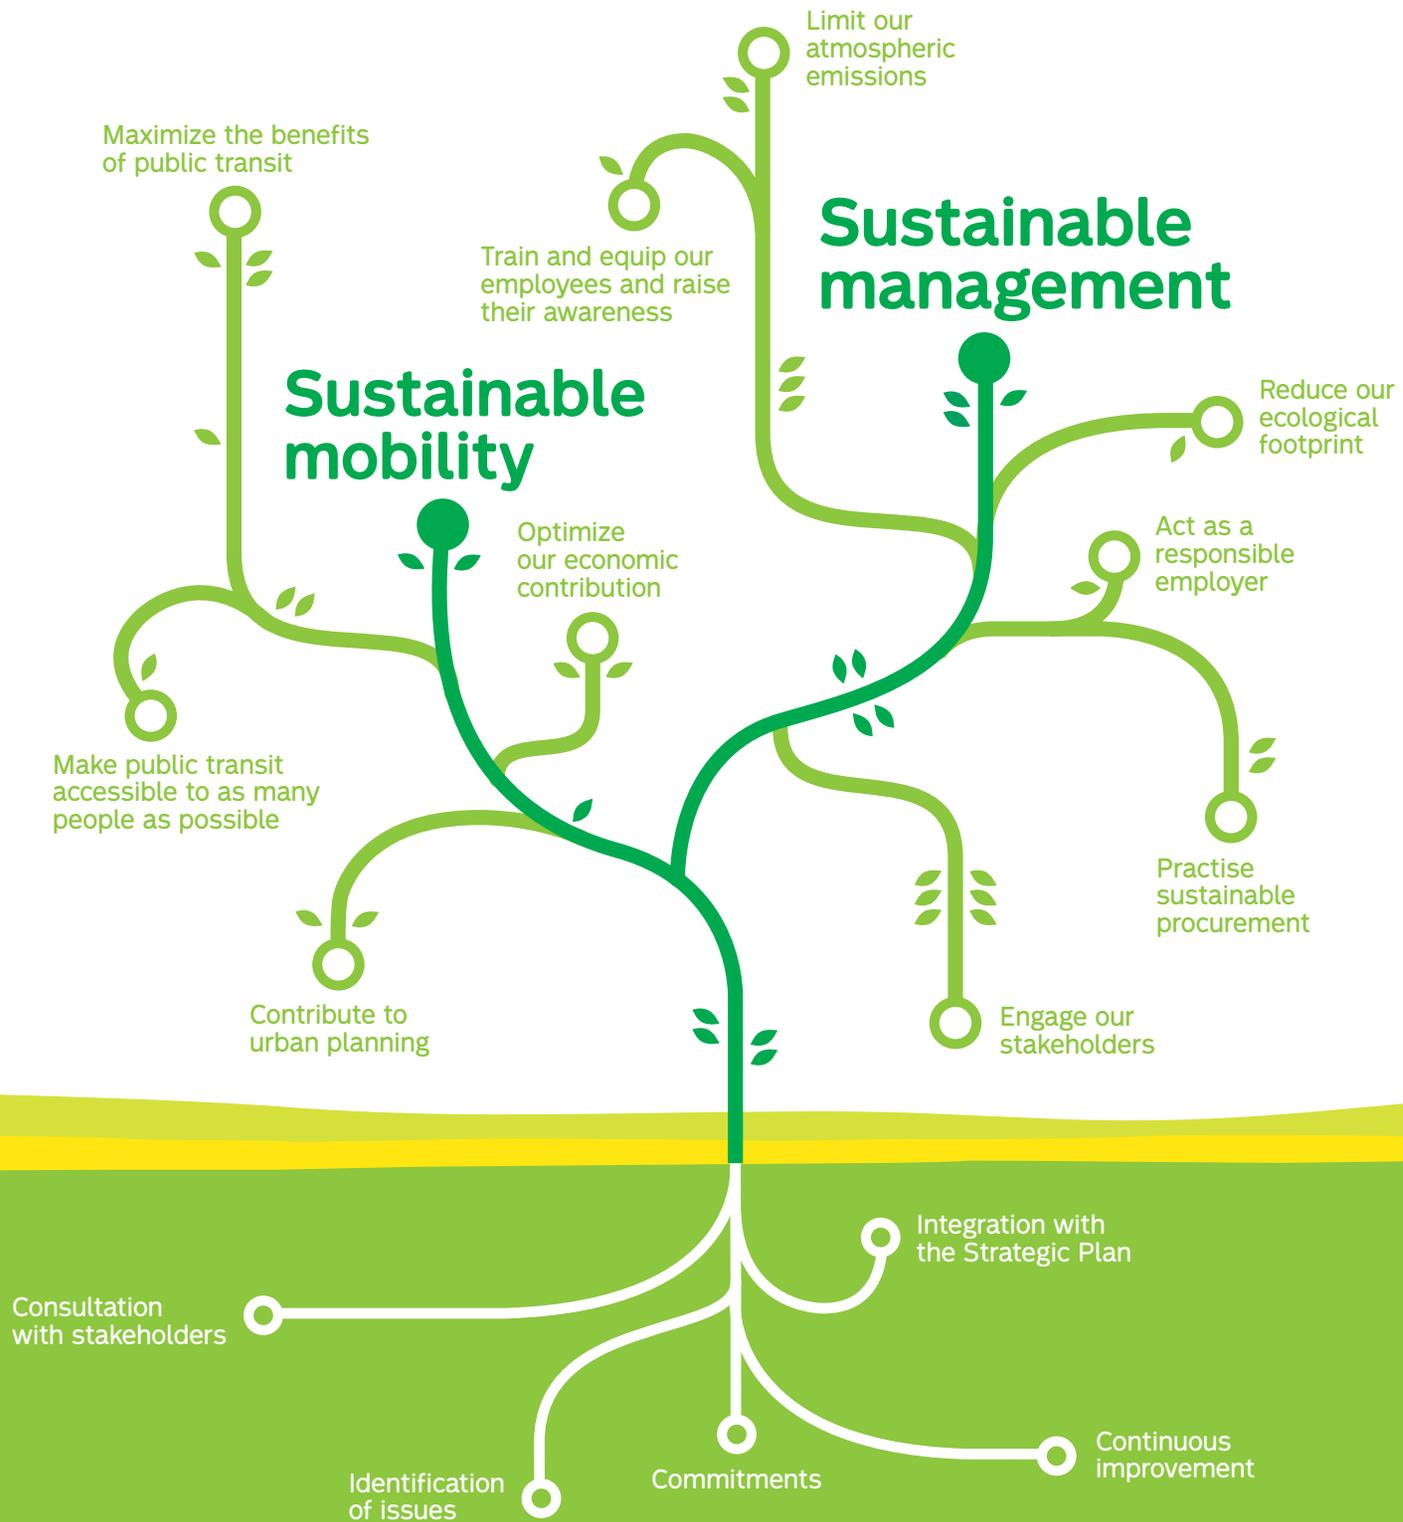 Limit our
atmospheric
emissions
Maximize the benefits
of public transit
Train and equip our
employees and raise
their awareness
Sustainable
management
Sustainable
mobility
Reduce our
ecological
footprint
Optimize
our economic
contribution
Act as a
responsible
employer
Make public transit
accessible to as many
people as possible
Practise
sustainable
procurement
Contribute to
urban planning
Engage our
stakeholders
Integration with
the Strategic Plan
Consultation
with stakeholders
Continuous
improvement
Commitments
Identification
of issues